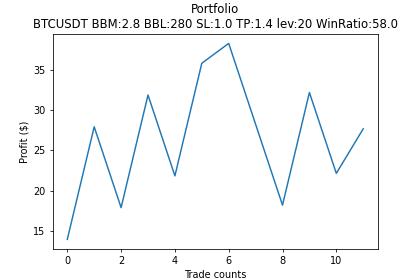 Portfolio
BTCUSDT BBM:2.8 BBL:280 SL:1.0 TP:1.4 lev:20 WinRatio:58.0
Profit ($)
35
30
25
20
15
0 2 4 6 8 10
Trade counts